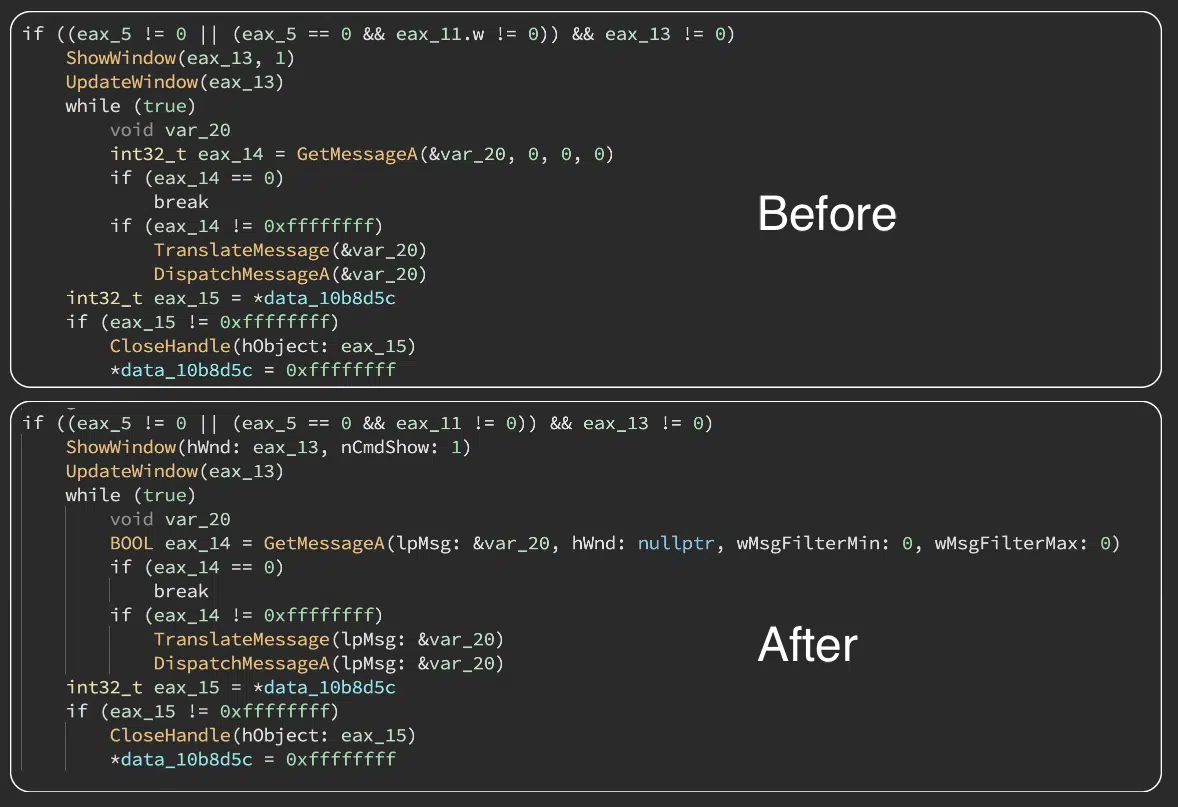 if ((eax_5 != 0 || (eax_5 == 0 && eax_11.w != 0)) && eax_13 != 0)
    ShowWindow(eax_13, 1)
    UpdateWindow(eax_13)
    while (true)
        void var_20
        int32_t eax_14 = GetMessageA(&var_20, 0, 0, 0)
        if (eax_14 == 0)
            break
        if (eax_14 != 0xffffffff)
            TranslateMessage(&var_20)
            DispatchMessageA(&var_20)
    int32_t eax_15 = *data_10b8d5c
    if (eax_15 != 0xffffffff)
        CloseHandle(hObject: eax_15)
        *data_10b8d5c = 0xffffffff
Before
if ((eax_5 != 0 || (eax_5 == 0 && eax_11 != 0)) && eax_13 != 0)
    ShowWindow(hWnd: eax_13, nCmdShow: 1)
    UpdateWindow(eax_13)
    while (true)
        void var_20
        BOOL eax_14 = GetMessageA(lpMsg: &var_20, hWnd: nullptr, wMsgFilterMin: 0, wMsgFilterMax: 0)
        if (eax_14 == 0)
            break
        if (eax_14 != 0xffffffff)
            TranslateMessage(lpMsg: &var_20)
            DispatchMessageA(lpMsg: &var_20)
    int32_t eax_15 = *data_10b8d5c
    if (eax_15 != 0xffffffff)
        CloseHandle(hObject: eax_15)
        *data_10b8d5c = 0xffffffff
After